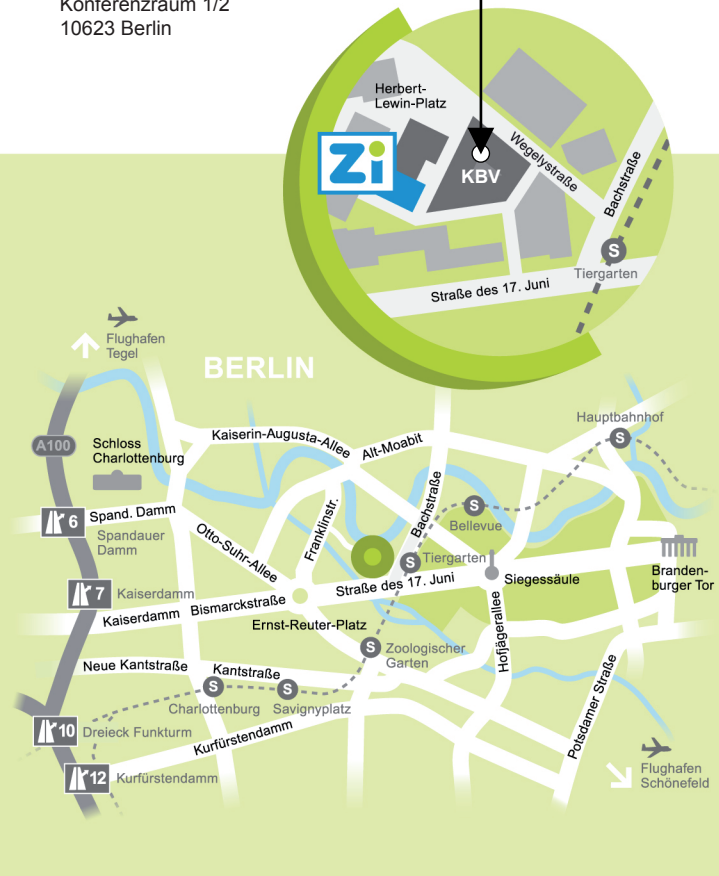 Konferenzraum 1/2
10623 Berlin
Herbert-
Lewin-Platz
Zi
KBV
Wegelystraße
Bachstraße
S
Tiergarten
Straße des 17. Juni
Flughafen
Tegel
BERLIN
Hauptbahnhof
S
A100
Schloss
Charlottenburg
Kaiserin-Augusta-Allee
Alt-Moabit
6
Spand. Damm
Spandauer
Damm
Otto-Suhr-Allee
Franklinstr.
Bachstraße
S
Bellevue
S
Tiergarten
Siegessäule
Branden-
burger Tor
7
Kaiserdamm
Kaiserdamm
Bismarckstraße
Straße des 17. Juni
Ernst-Reuter-Platz
Hofjägerallee
S
Zoologischer
Garten
Neue Kantstraße
Kantstraße
S
Charlottenburg
S
Savignyplatz
Potsdamer Straße
10
Dreieck Funkturm
Kurfürstendamm
12
Kurfürstendamm
Flughafen
Schönefeld